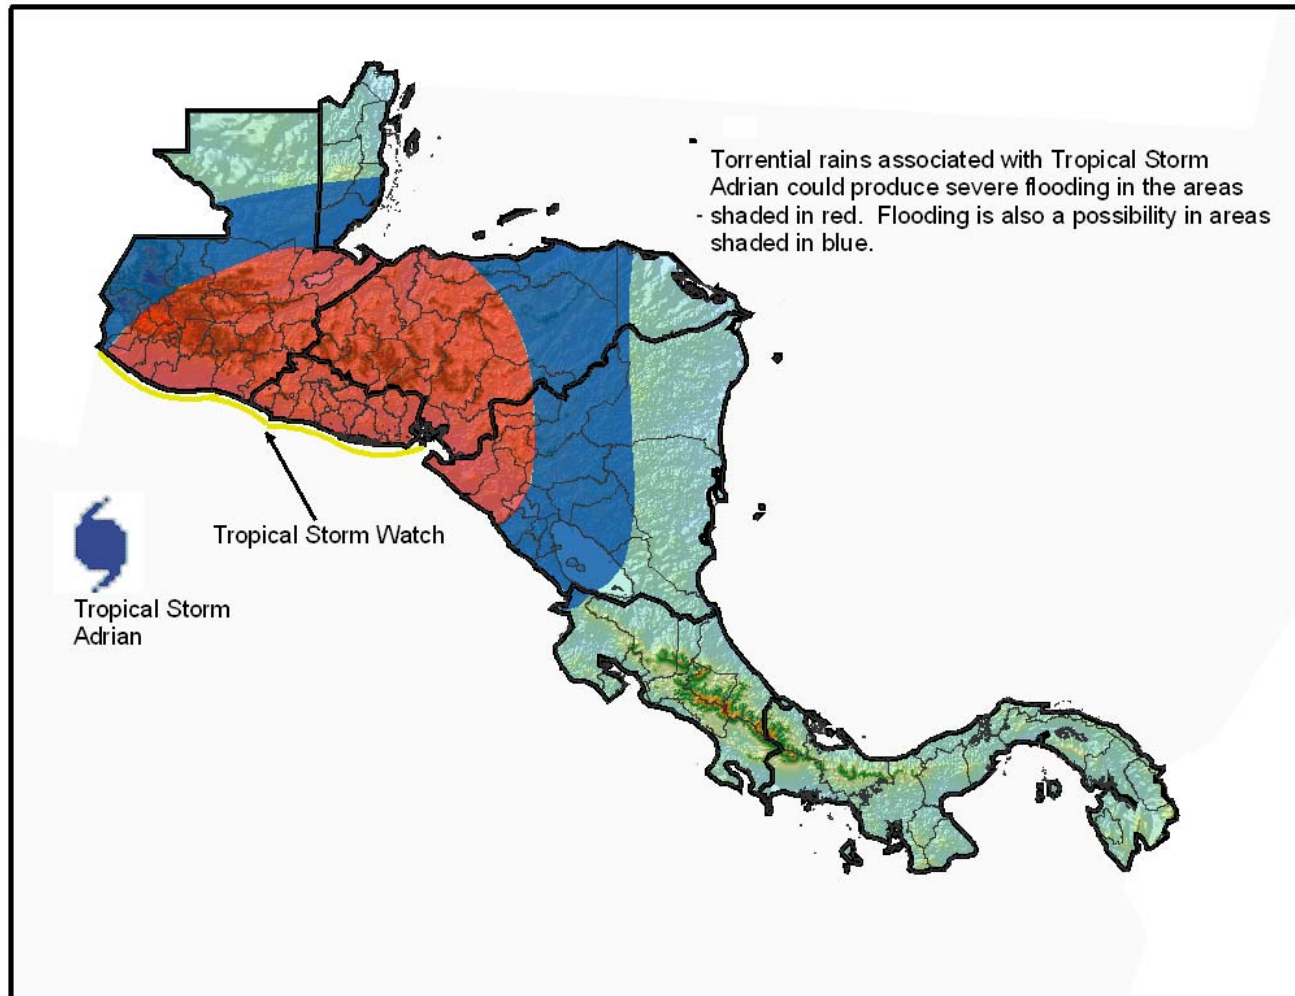 Torrential rains associated with Tropical Storm
Adrian could produce severe flooding in the areas
shaded in red.  Flooding is also a possibility in areas
shaded in blue.
Tropical Storm Watch
Tropical Storm
Adrian